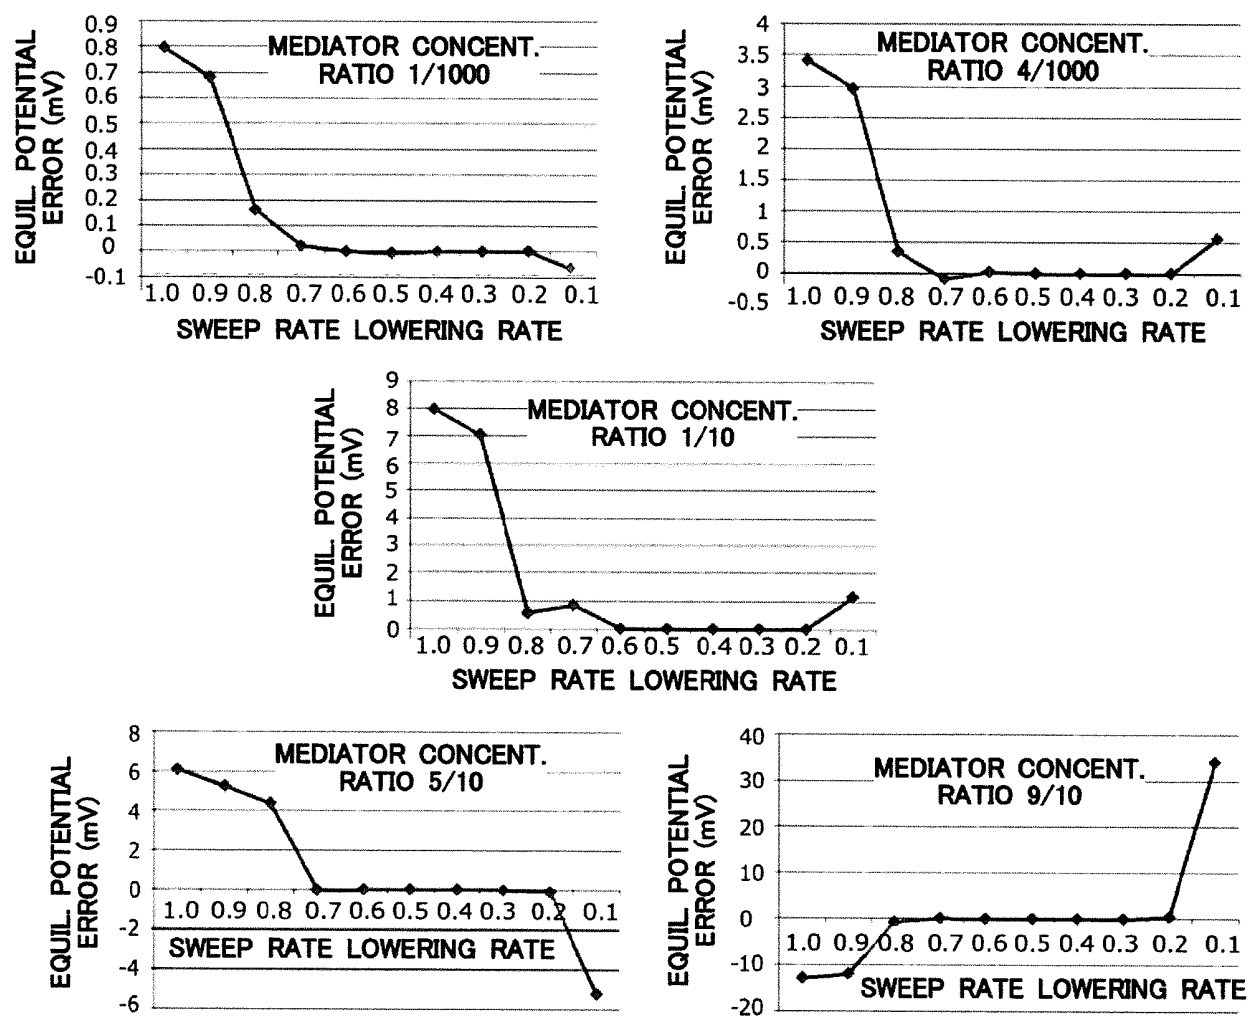 EQUIL. POTENTIAL
ERROR (mV)
0.9
0.8
0.7
0.6
0.5
0.4
0.3
0.2
0.1
0
-0.1
MEDIATOR CONCENT.
RATIO 1/1000
1.0 0.9 0.8 0.7 0.6 0.5 0.4 0.3 0.2 0.1
SWEEP RATE LOWERING RATE
EQUIL. POTENTIAL
ERROR (mV)
4
3.5
3
2.5
2
1.5
1
0.5
0
-0.5
MEDIATOR CONCENT.
RATIO 4/1000
1.0 0.9 0.8 0.7 0.6 0.5 0.4 0.3 0.2 0.1
SWEEP RATE LOWERING RATE
EQUIL. POTENTIAL
ERROR (mV)
9
8
7
6
5
4
3
2
1
0
MEDIATOR CONCENT.
RATIO 1/10
1.0 0.9 0.8 0.7 0.6 0.5 0.4 0.3 0.2 0.1
SWEEP RATE LOWERING RATE
EQUIL. POTENTIAL
ERROR (mV)
8
6
4
2
0
-2
-4
-6
MEDIATOR CONCENT.
RATIO 5/10
1.0 0.9 0.8 0.7 0.6 0.5 0.4 0.3 0.2 0.1
SWEEP RATE LOWERING RATE
EQUIL. POTENTIAL
ERROR (mV)
40
30
20
10
0
-10
-20
MEDIATOR CONCENT.
RATIO 9/10
1.0 0.9 0.8 0.7 0.6 0.5 0.4 0.3 0.2 0.1
SWEEP RATE LOWERING RATE